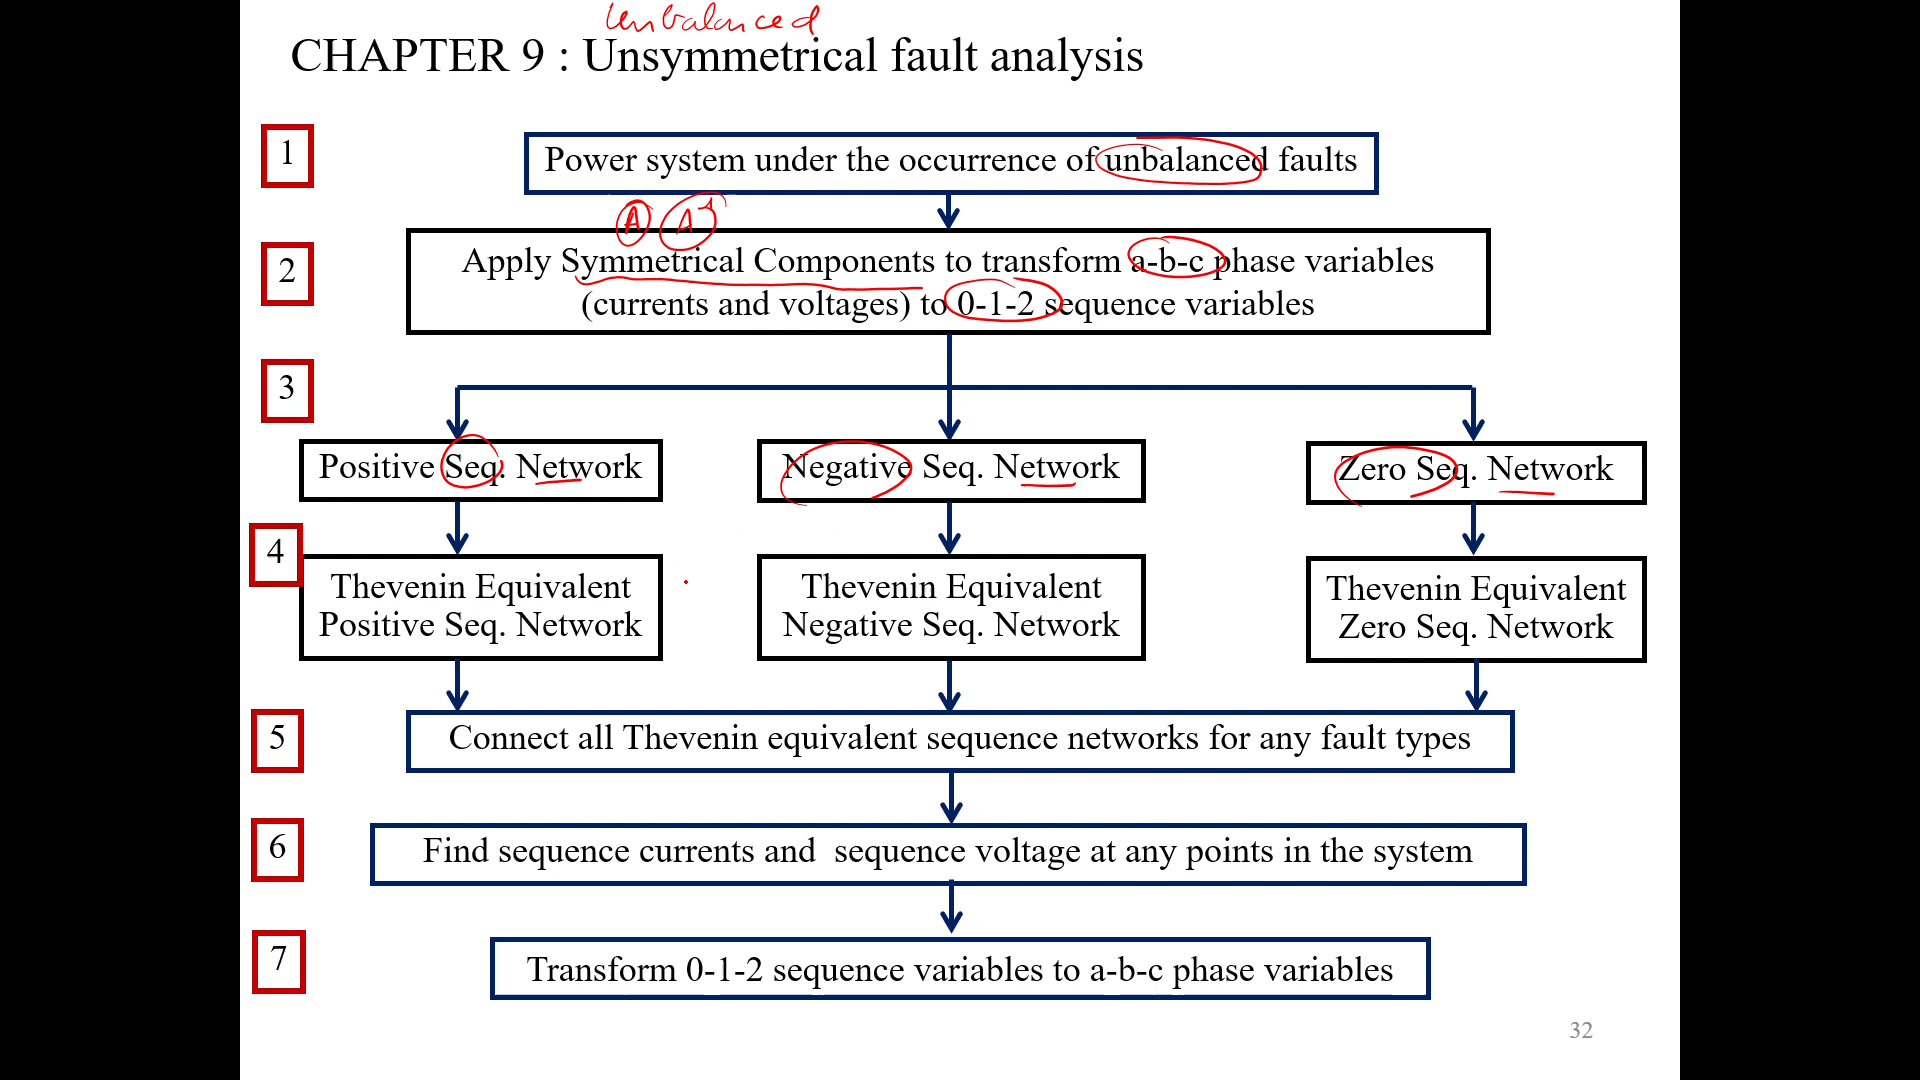 Unbalanced
CHAPTER 9 : Unsymmetrical fault analysis
1
Power system under the occurrence of unbalanced faults
A A⁻¹
2
Apply Symmetrical Components to transform a-b-c phase variables
(currents and voltages) to 0-1-2 sequence variables
3
Positive Seq. Network
Negative Seq. Network
Zero Seq. Network
4
Thevenin Equivalent
Positive Seq. Network
Thevenin Equivalent
Negative Seq. Network
Thevenin Equivalent
Zero Seq. Network
5
Connect all Thevenin equivalent sequence networks for any fault types
6
Find sequence currents and  sequence voltage at any points in the system
7
Transform 0-1-2 sequence variables to a-b-c phase variables
32